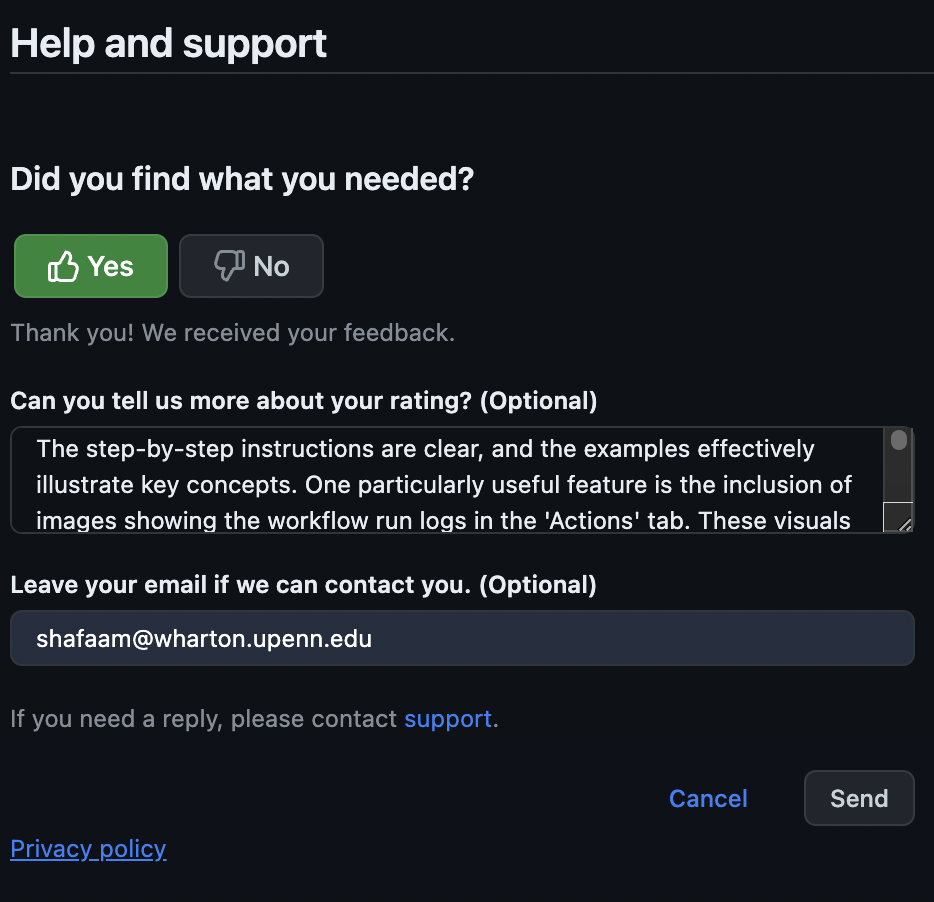 Help and support
Did you find what you needed?
Yes
No
Thank you! We received your feedback.
Can you tell us more about your rating? (Optional)
The step-by-step instructions are clear, and the examples effectively
illustrate key concepts. One particularly useful feature is the inclusion of
images showing the workflow run logs in the 'Actions' tab. These visuals
Leave your email if we can contact you. (Optional)
shafaam@wharton.upenn.edu
If you need a reply, please contact support.
Cancel
Send
Privacy policy